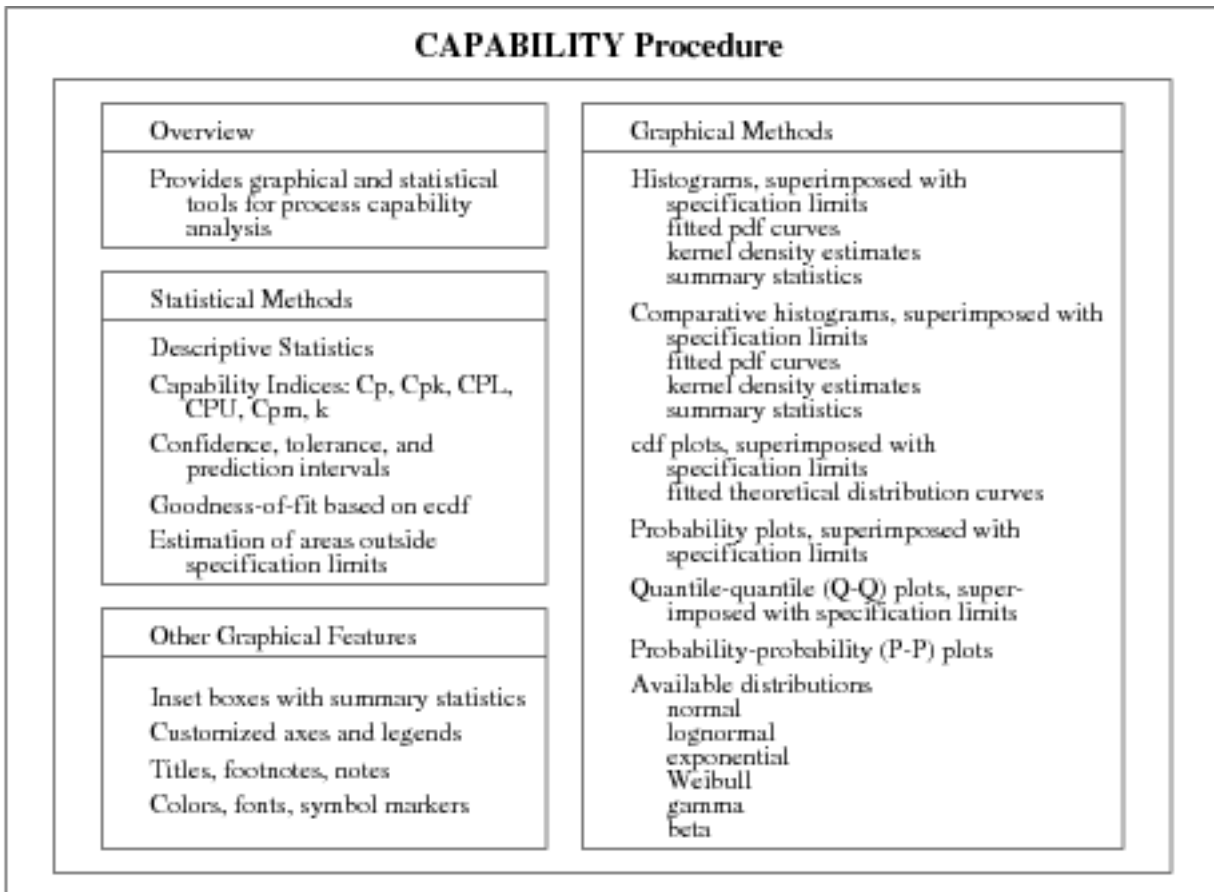 CAPABILITY Procedure
Overview
Provides graphical and statistical
tools for process capability
analysis
Statistical Methods
Descriptive Statistics
Capability Indices: Cp, Cpk, CPL,
CPU, Cpm, k
Confidence, tolerance, and
prediction intervals
Goodness-of-fit based on ecdf
Estimation of areas outside
specification limits
Other Graphical Features
Inset boxes with summary statistics
Customized axes and legends
Titles, footnotes, notes
Colors, fonts, symbol markers
Graphical Methods
Histograms, superimposed with
specification limits
fitted pdf curves
kernel density estimates
summary statistics
Comparative histograms, superimposed with
specification limits
fitted pdf curves
kernel density estimates
summary statistics
cdf plots, superimposed with
specification limits
fitted theoretical distribution curves
Probability plots, superimposed with
specification limits
Quantile-quantile (Q-Q) plots, super-
imposed with specification limits
Probability-probability (P-P) plots
Available distributions
normal
lognormal
exponential
Weibull
gamma
beta